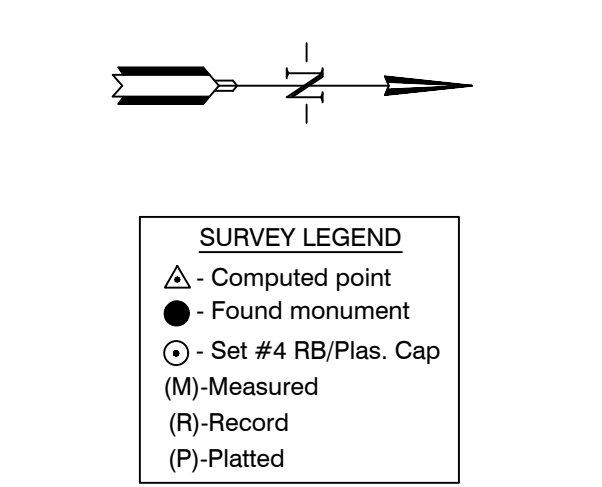 N
SURVEY LEGEND
- Computed point
- Found monument
- Set #4 RB/Plas. Cap
(M)-Measured
(R)-Record
(P)-Platted